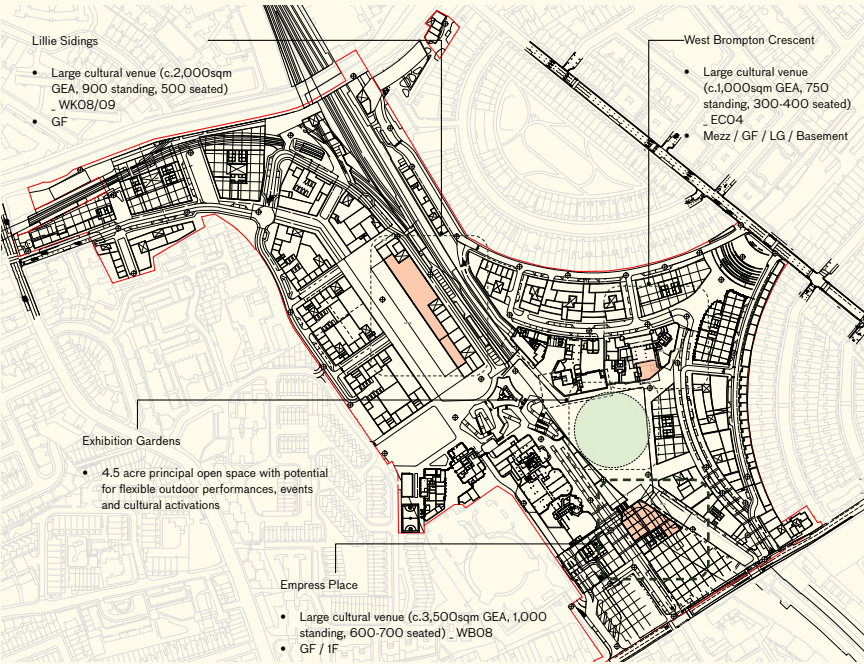 Lillie Sidings
• Large cultural venue (c.2,000sqm
GEA, 900 standing, 500 seated)
_ WK08/09
• GF
West Brompton Crescent
• Large cultural venue
(c.1,000sqm GEA, 750
standing, 300-400 seated)
_ EC04
• Mezz / GF / LG / Basement
Exhibition Gardens
• 4.5 acre principal open space with potential
for flexible outdoor performances, events
and cultural activations
Empress Place
• Large cultural venue (c.3,500sqm GEA, 1,000
standing, 600-700 seated) _ WB08
• GF / 1F